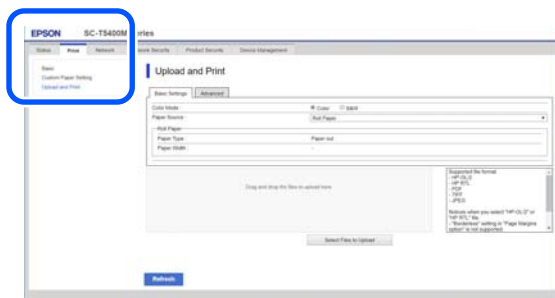 EPSON SC-T5400M Series
Status Print Network Network Security Product Security Device Management
Basic
Custom Paper Setting
Upload and Print
Upload and Print
Basic Settings Advanced
Color Mode : Color B&W
Paper Source : Roll Paper
Roll Paper
Paper Type : Paper out
Paper Width : -
Drag and drop the files to upload here.
Supported file format
- HP-GL/2
- HP RTL
- PDF
- TIFF
- JPEG
Notices when you select "HP-GL/2" or
"HP RTL" file.
- "Borderless" setting in "Page Margins
option" is not supported.
Select Files to Upload
Refresh